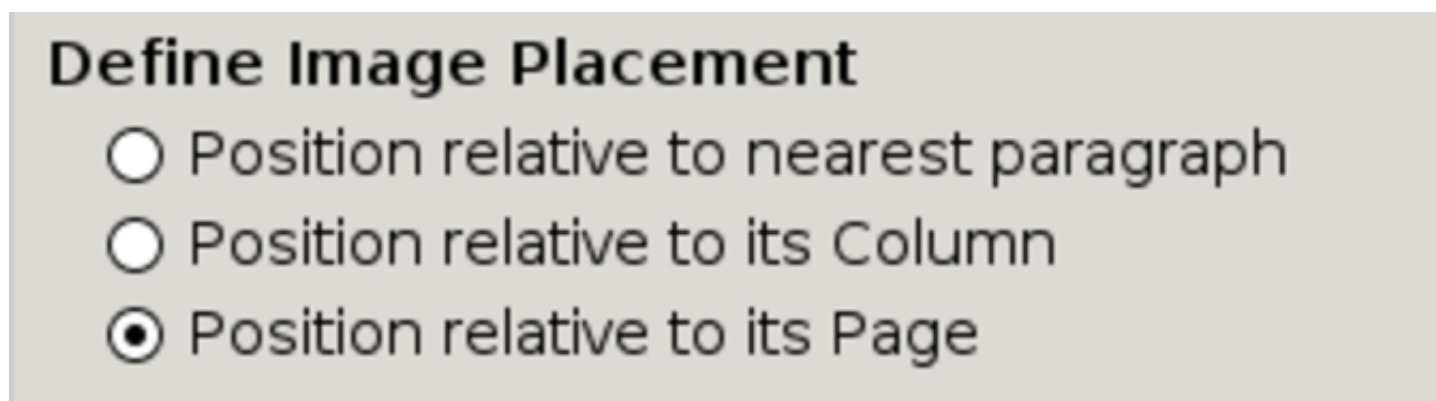 Define Image Placement
Position relative to nearest paragraph
Position relative to its Column
Position relative to its Page